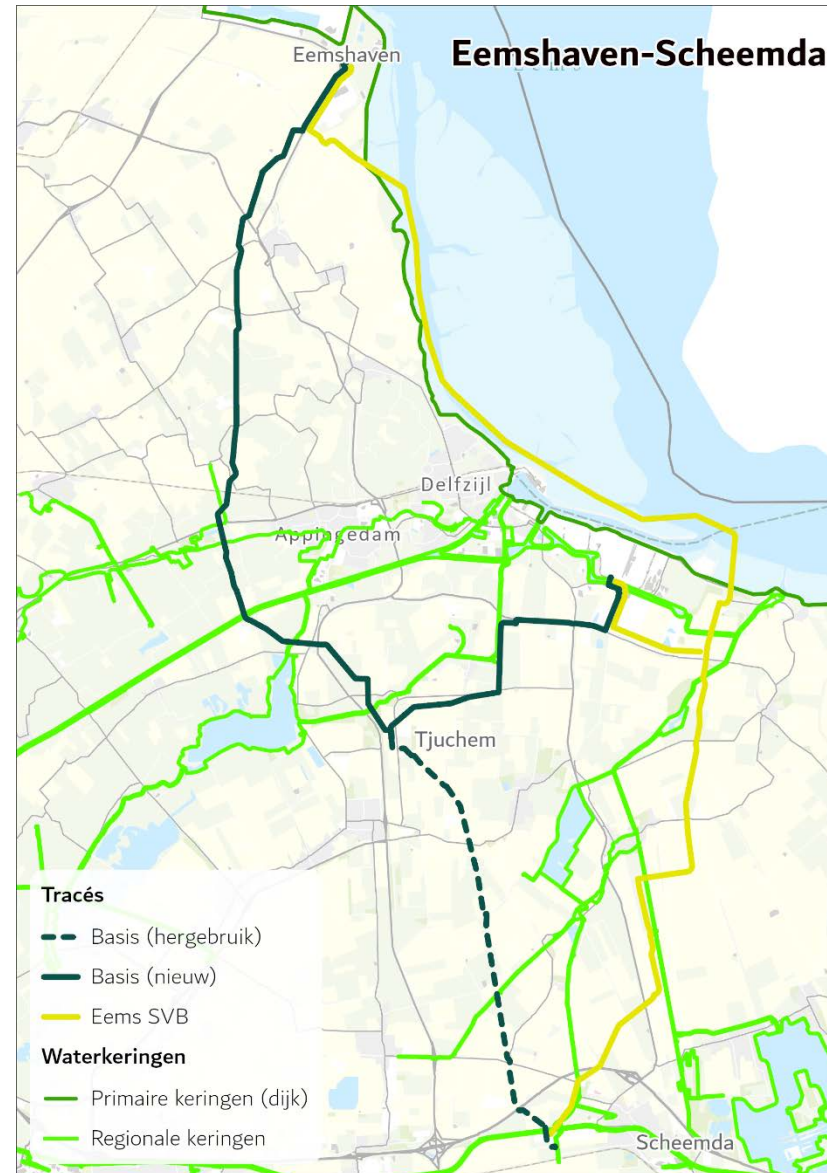 Eemshaven
Eemshaven-Scheemda
Delfzijl
Appingedam
Tjuchem
Tracés
Basis (hergebruik)
Basis (nieuw)
Eems SVB
Waterkeringen
Primaire keringen (dijk)
Regionale keringen
Scheemda